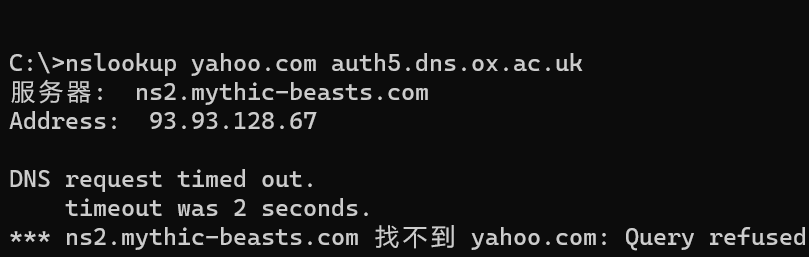 C:\>nslookup yahoo.com auth5.dns.ox.ac.uk
服务器:  ns2.mythic-beasts.com
Address:  93.93.128.67
DNS request timed out.
    timeout was 2 seconds.
*** ns2.mythic-beasts.com 找不到 yahoo.com: Query refused